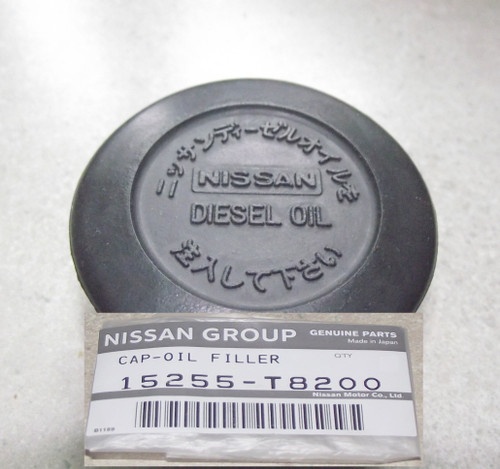 ニッサンディーゼルオイルを
NISSAN
DIESEL OIL
注入して下さい
NISSAN GROUP GENUINE PARTS
Made in Japan
CAP-OIL FILLER QTY
15255-T8200
Nissan Motor Co., Ltd.